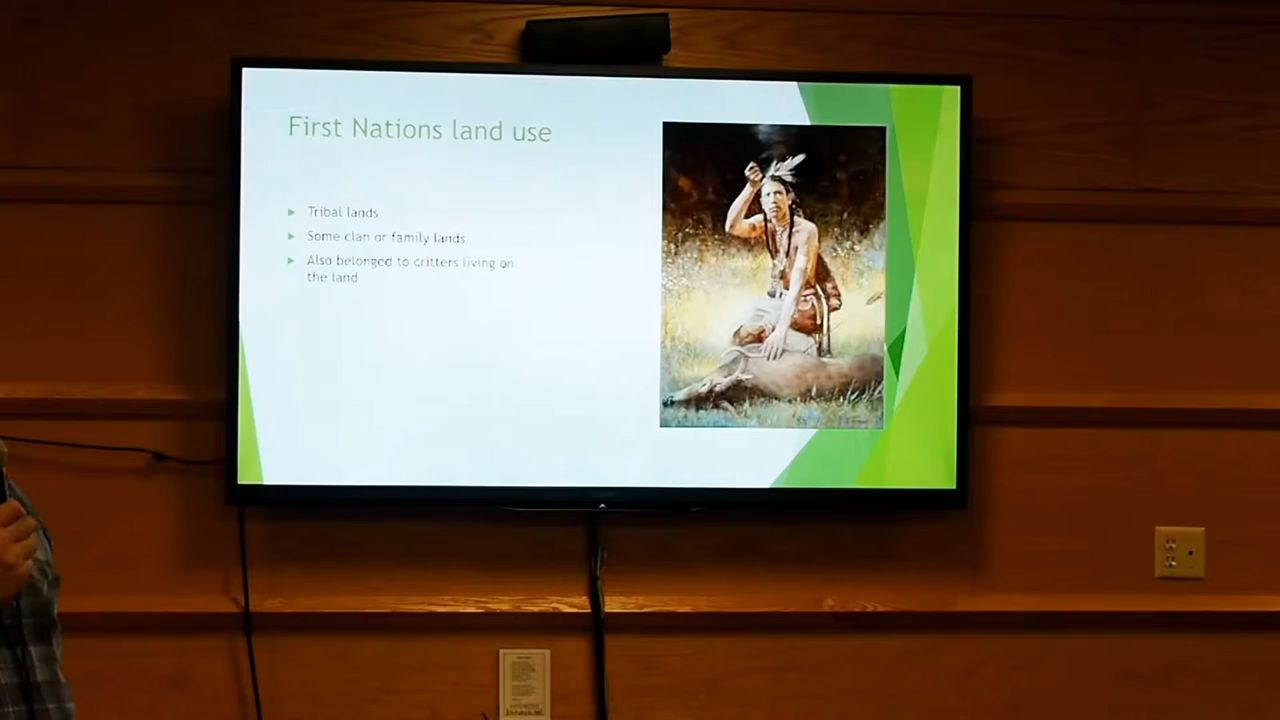 First Nations land use
Tribal lands
Some clan or family lands
Also belonged to critters living on
the land